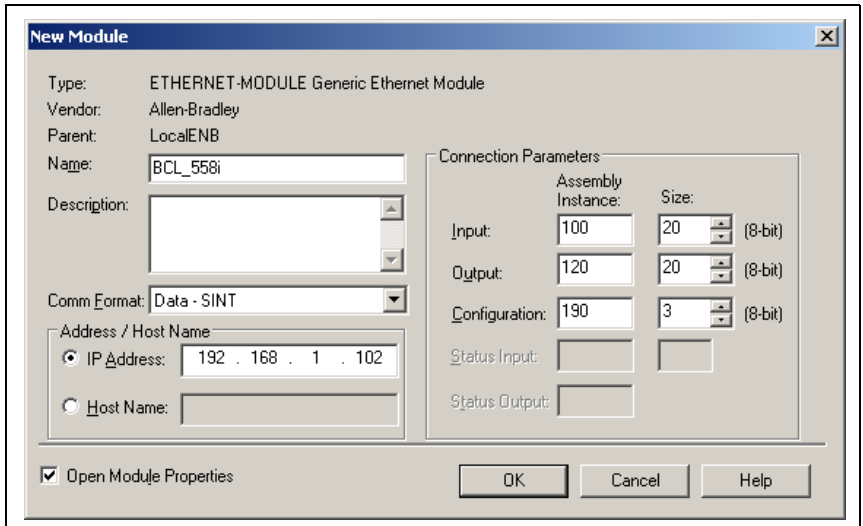 New Module
Type: ETHERNET-MODULE Generic Ethernet Module
Vendor: Allen-Bradley
Parent: LocalENB
Name: BCL_558i
Description:
Comm Format: Data - SINT
Address / Host Name
IP Address: 192 . 168 . 1 . 102
Host Name:
Connection Parameters
Assembly
Instance: Size:
Input: 100 20 (8-bit)
Output: 120 20 (8-bit)
Configuration: 190 3 (8-bit)
Status Input:
Status Output:
Open Module Properties
OK Cancel Help